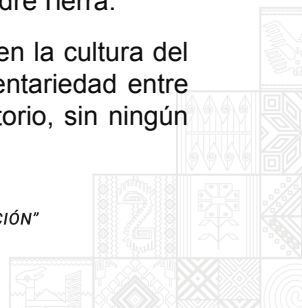 dre Tierra.
en la cultura del
entariedad entre
torio, sin ningún
CIÓN"